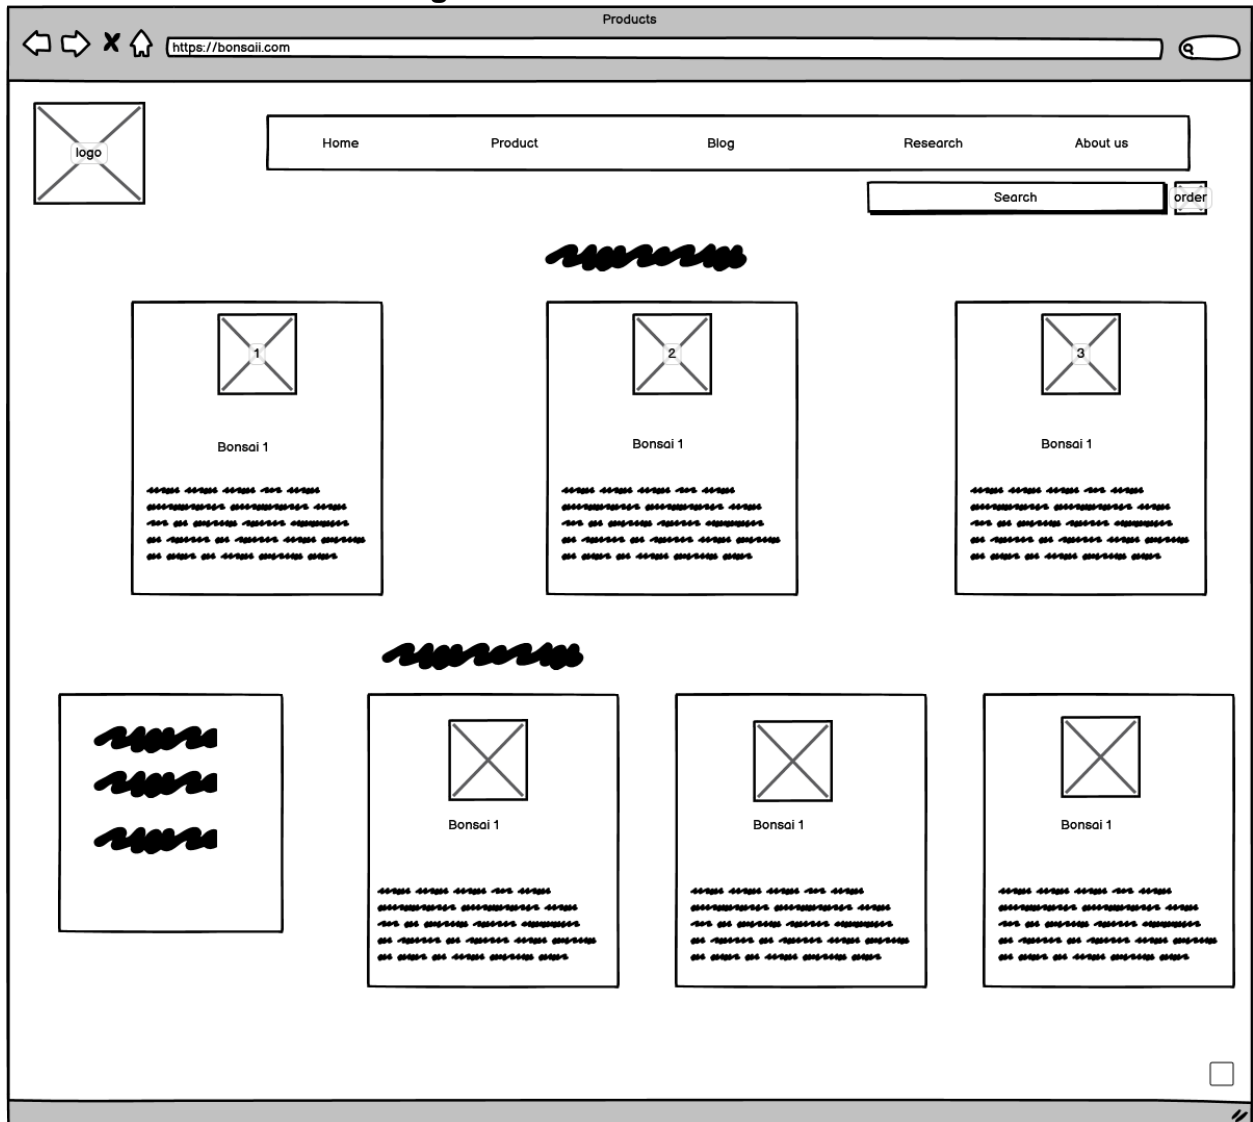 Products
https://bonsaii.com
logo
Home Product Blog Research About us
Search order
1 2 3
Bonsai 1 Bonsai 1 Bonsai 1
Bonsai 1 Bonsai 1 Bonsai 1